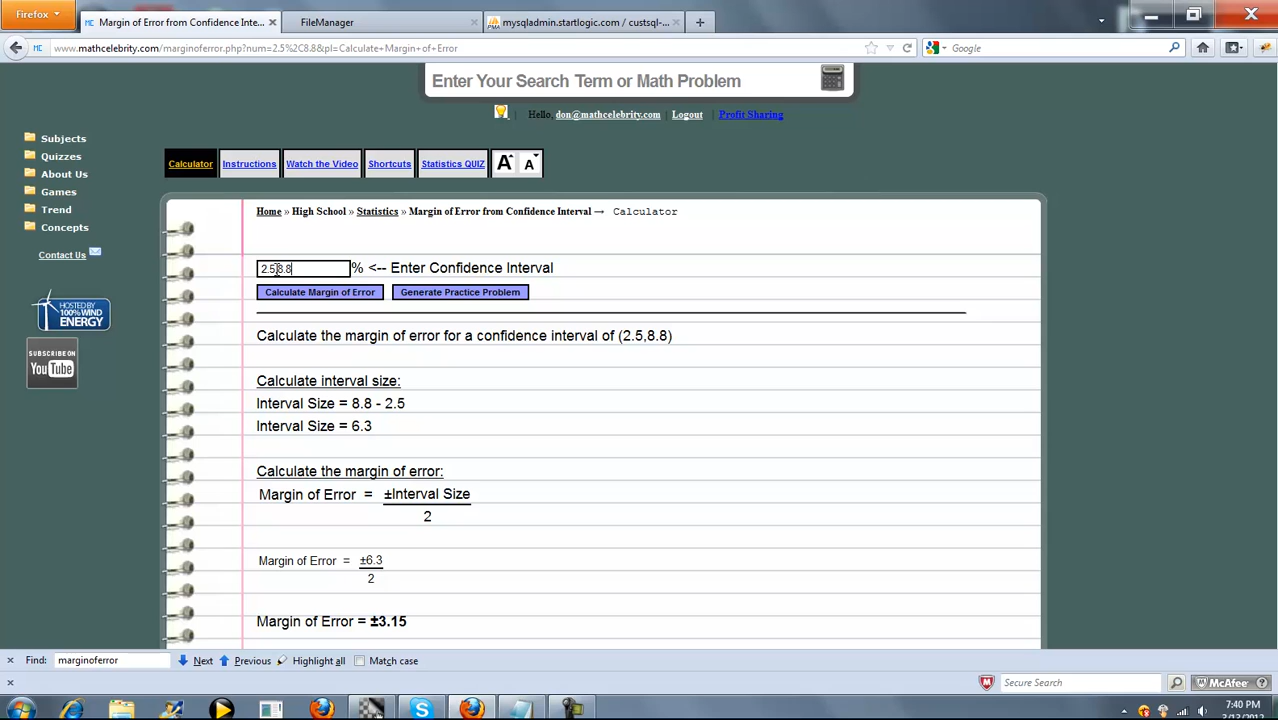 Firefox
Margin of Error from Confidence Inte...
FileManager
mysqladmin.startlogic.com / custsql-...
www.mathcelebrity.com/marginoferror.php?num=2.5%2C8.8&pl=Calculate+Margin+of+Error
Google
Enter Your Search Term or Math Problem
Hello, don@mathcelebrity.com | Logout | Profit Sharing
Subjects
Quizzes
About Us
Games
Trend
Concepts
Contact Us
HOSTED BY
100% WIND
ENERGY
SUBSCRIBE ON
YouTube
Calculator
Instructions
Watch the Video
Shortcuts
Statistics QUIZ
A A
Home » High School » Statistics » Margin of Error from Confidence Interval → Calculator
2.5,8.8 % <-- Enter Confidence Interval
Calculate Margin of Error
Generate Practice Problem
Calculate the margin of error for a confidence interval of (2.5,8.8)
Calculate interval size:
Interval Size = 8.8 - 2.5
Interval Size = 6.3
Calculate the margin of error:
Margin of Error = ±Interval Size
2
Margin of Error = ±6.3
2
Margin of Error = ±3.15
Find: marginoferror
Next
Previous
Highlight all
Match case
Secure Search
McAfee
7:40 PM